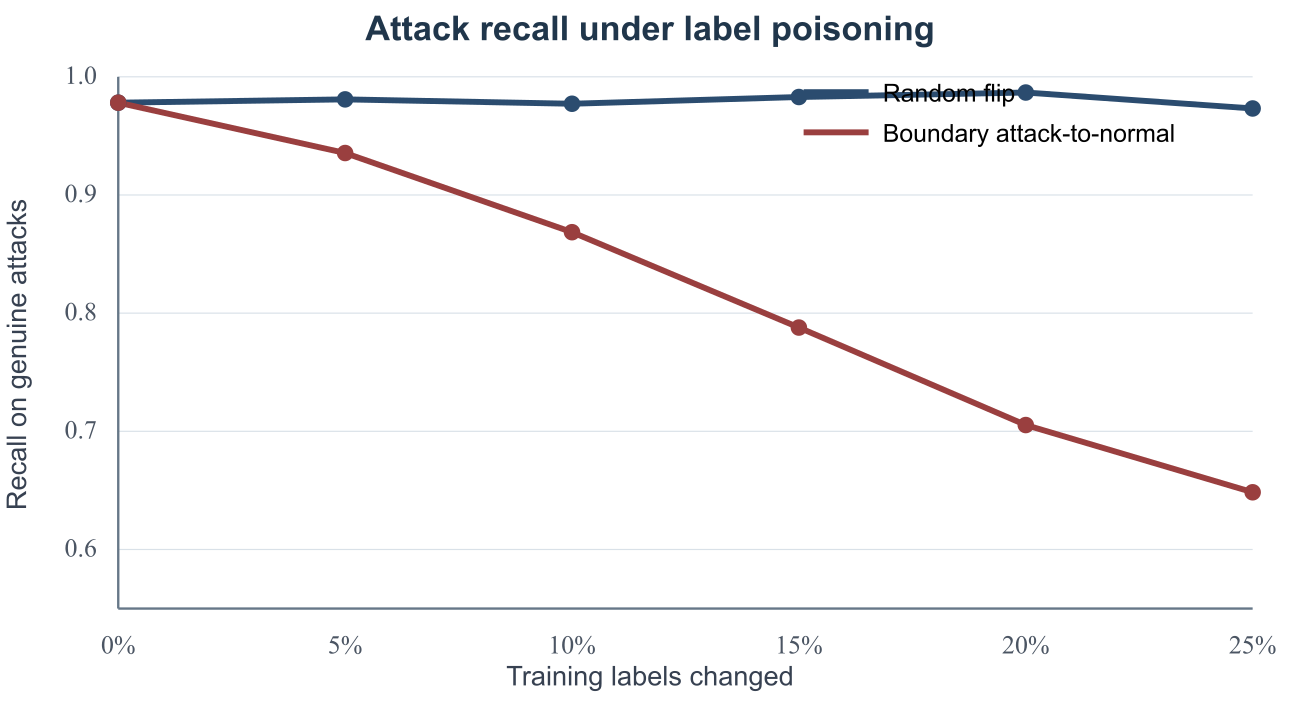 Attack recall under label poisoning
1.0
0.9
0.8
0.7
0.6
Recall on genuine attacks
Random flip
Boundary attack-to-normal
0% 5% 10% 15% 20% 25%
Training labels changed